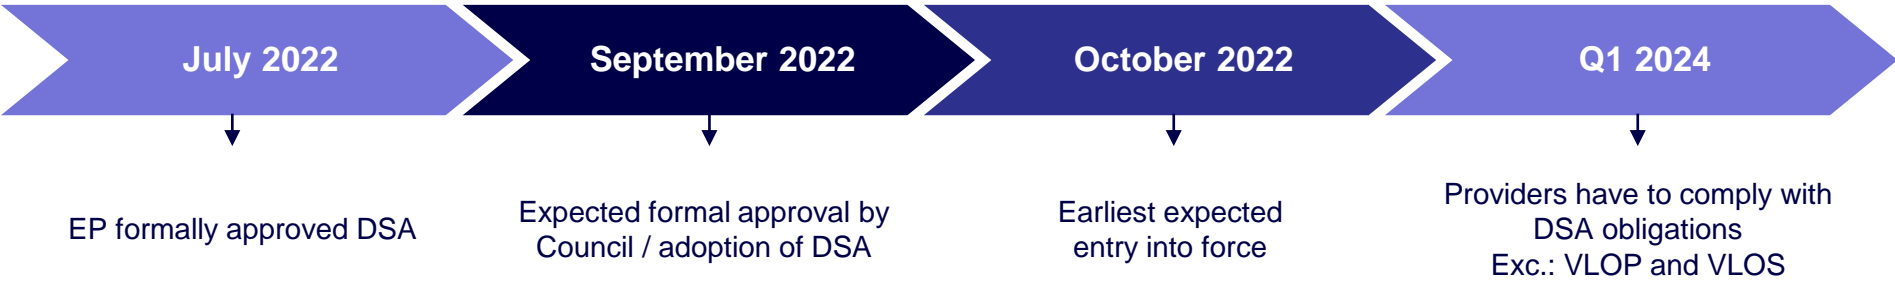 July 2022
September 2022
October 2022
Q1 2024
EP formally approved DSA
Expected formal approval by
Council / adoption of DSA
Earliest expected
entry into force
Providers have to comply with
DSA obligations
Exc.: VLOP and VLOS